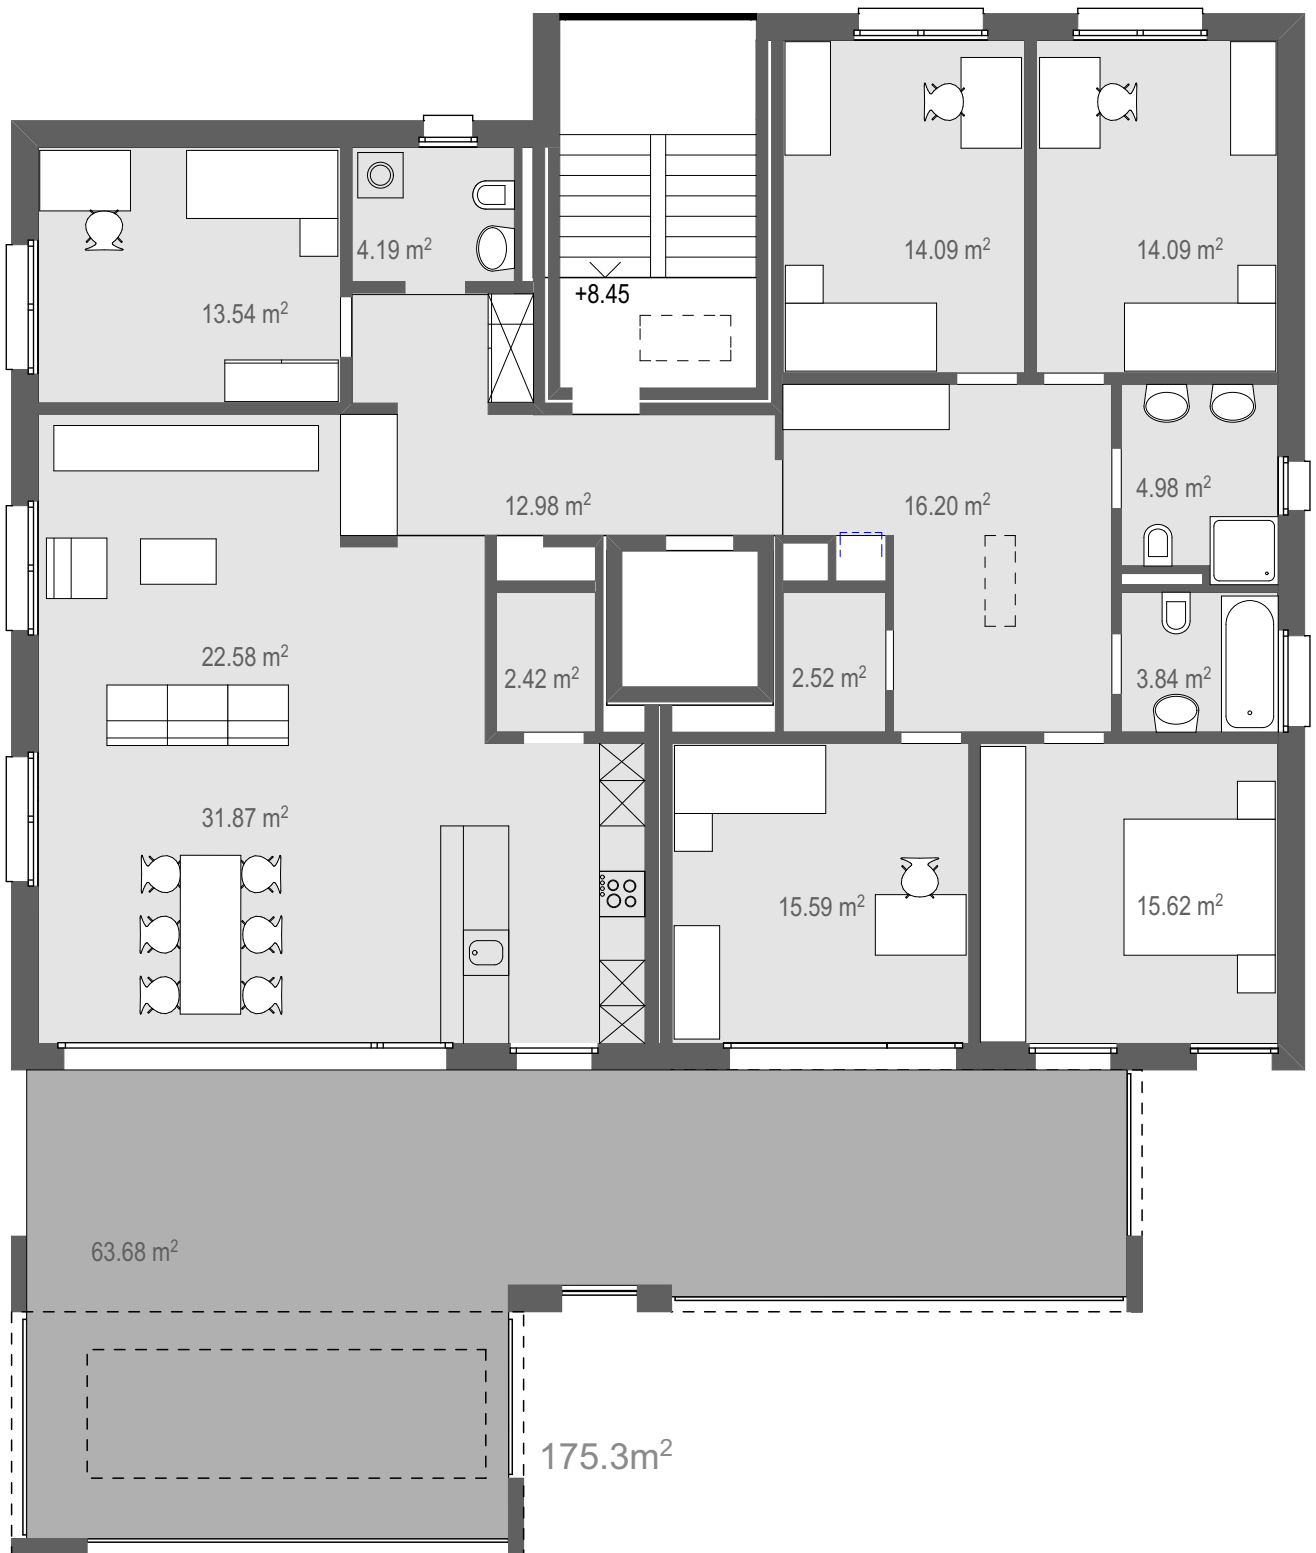 14.09 m²
14.09 m²
4.19 m²
+8.45
13.54 m²
4.98 m²
12.98 m²
16.20 m²
22.58 m²
2.42 m²
2.52 m²
3.84 m²
31.87 m²
15.59 m²
15.62 m²
63.68 m²
175.3m²